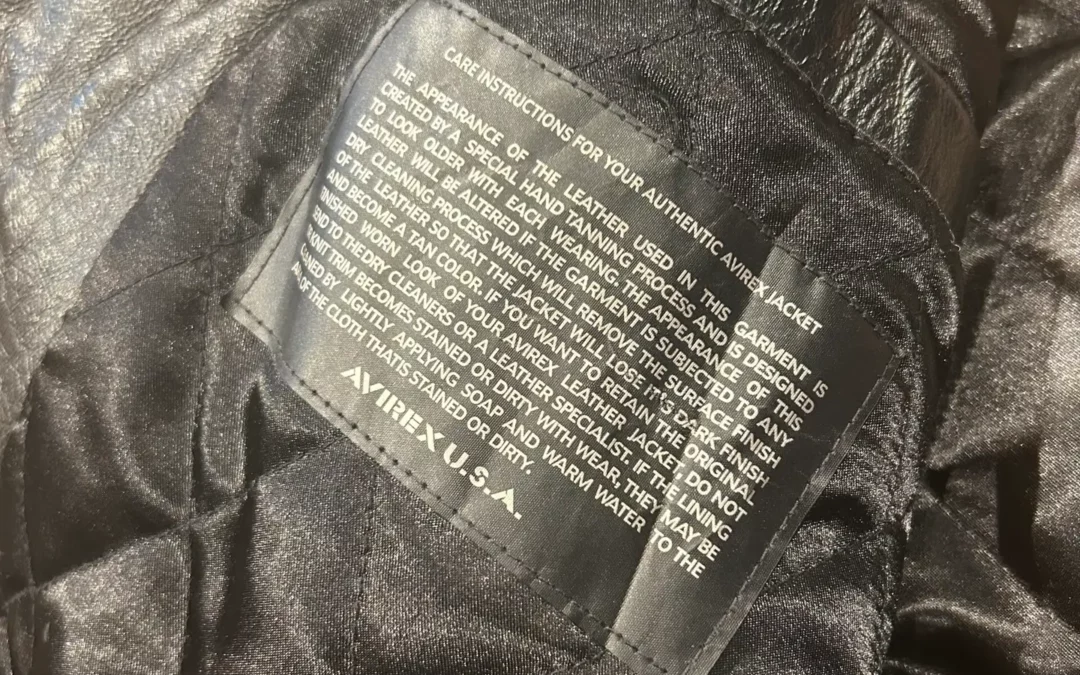 CARE INSTRUCTIONS FOR YOUR AUTHENTIC AVIREX JACKET
THE APPEARANCE OF THE LEATHER USED IN THIS GARMENT IS
CREATED BY A SPECIAL HAND TANNING PROCESS AND IS DESIGNED
TO LOOK OLDER WITH EACH WEARING. THE APPEARANCE OF THIS
LEATHER WILL BE ALTERED IF THE GARMENT IS SUBJECTED TO ANY
DRY CLEANING PROCESS WHICH WILL REMOVE THE SURFACE FINISH
OF THE LEATHER SO THAT THE JACKET WILL LOSE IT'S DARK FINISH
AND BECOME A TAN COLOR. IF YOU WANT TO RETAIN THE ORIGINAL
INISHED WORN LOOK OF YOUR AVIREX LEATHER JACKET DO NOT
END TO THE DRY CLEANERS OR A LEATHER SPECIALIST. IF THE LINING
KNIT TRIM BECOMES STAINED OR DIRTY WITH WEAR, THEY MAY BE
ANED BY LIGHTLY APPLYING SOAP AND WARM WATER TO THE
OF THE CLOTH THAT IS STAINED OR DIRTY.
AVIREX U.S.A.